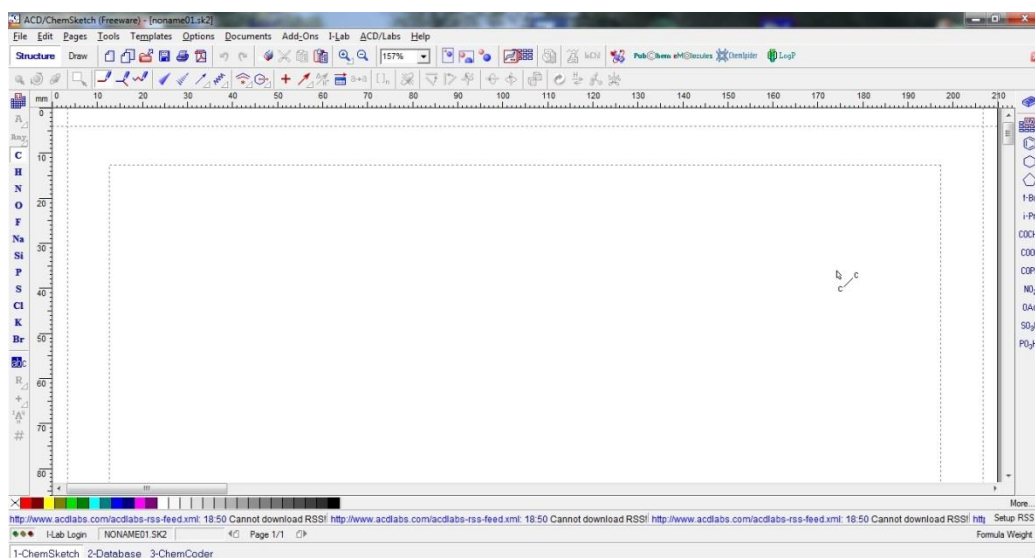 ACD/ChemSketch (Freeware) - [noname01.sk2]
File Edit Pages Tools Templates Options Documents Add-Ons I-Lab ACD/Labs Help
Structure Draw 157% PubChem eMolecules ChemSpider LogP
mm 0 10 20 30 40 50 60 70 80 90 100 110 120 130 140 150 160 170 180 190 200 210
0
A
Any
C
10
H
N
O
20
F
Na
30
Si
P
S
40
Cl
K
Br
50
abc
R
60
+
70
#
80
C
C
t-Bu
i-Pr
COCH
COO
NO2
OAc
More...
http://www.acdlabs.com/acdlabs-rss-feed.xml: 18:50 Cannot download RSS! http://www.acdlabs.com/acdlabs-rss-feed.xml: 18:50 Cannot download RSS! http://www.acdlabs.com/acdlabs-rss-feed.xml: 18:50 Cannot download RSS! http Setup RSS
I-Lab Login NONAME01.SK2 Page 1/1 Formula Weight
1-ChemSketch 2-Database 3-ChemCoder